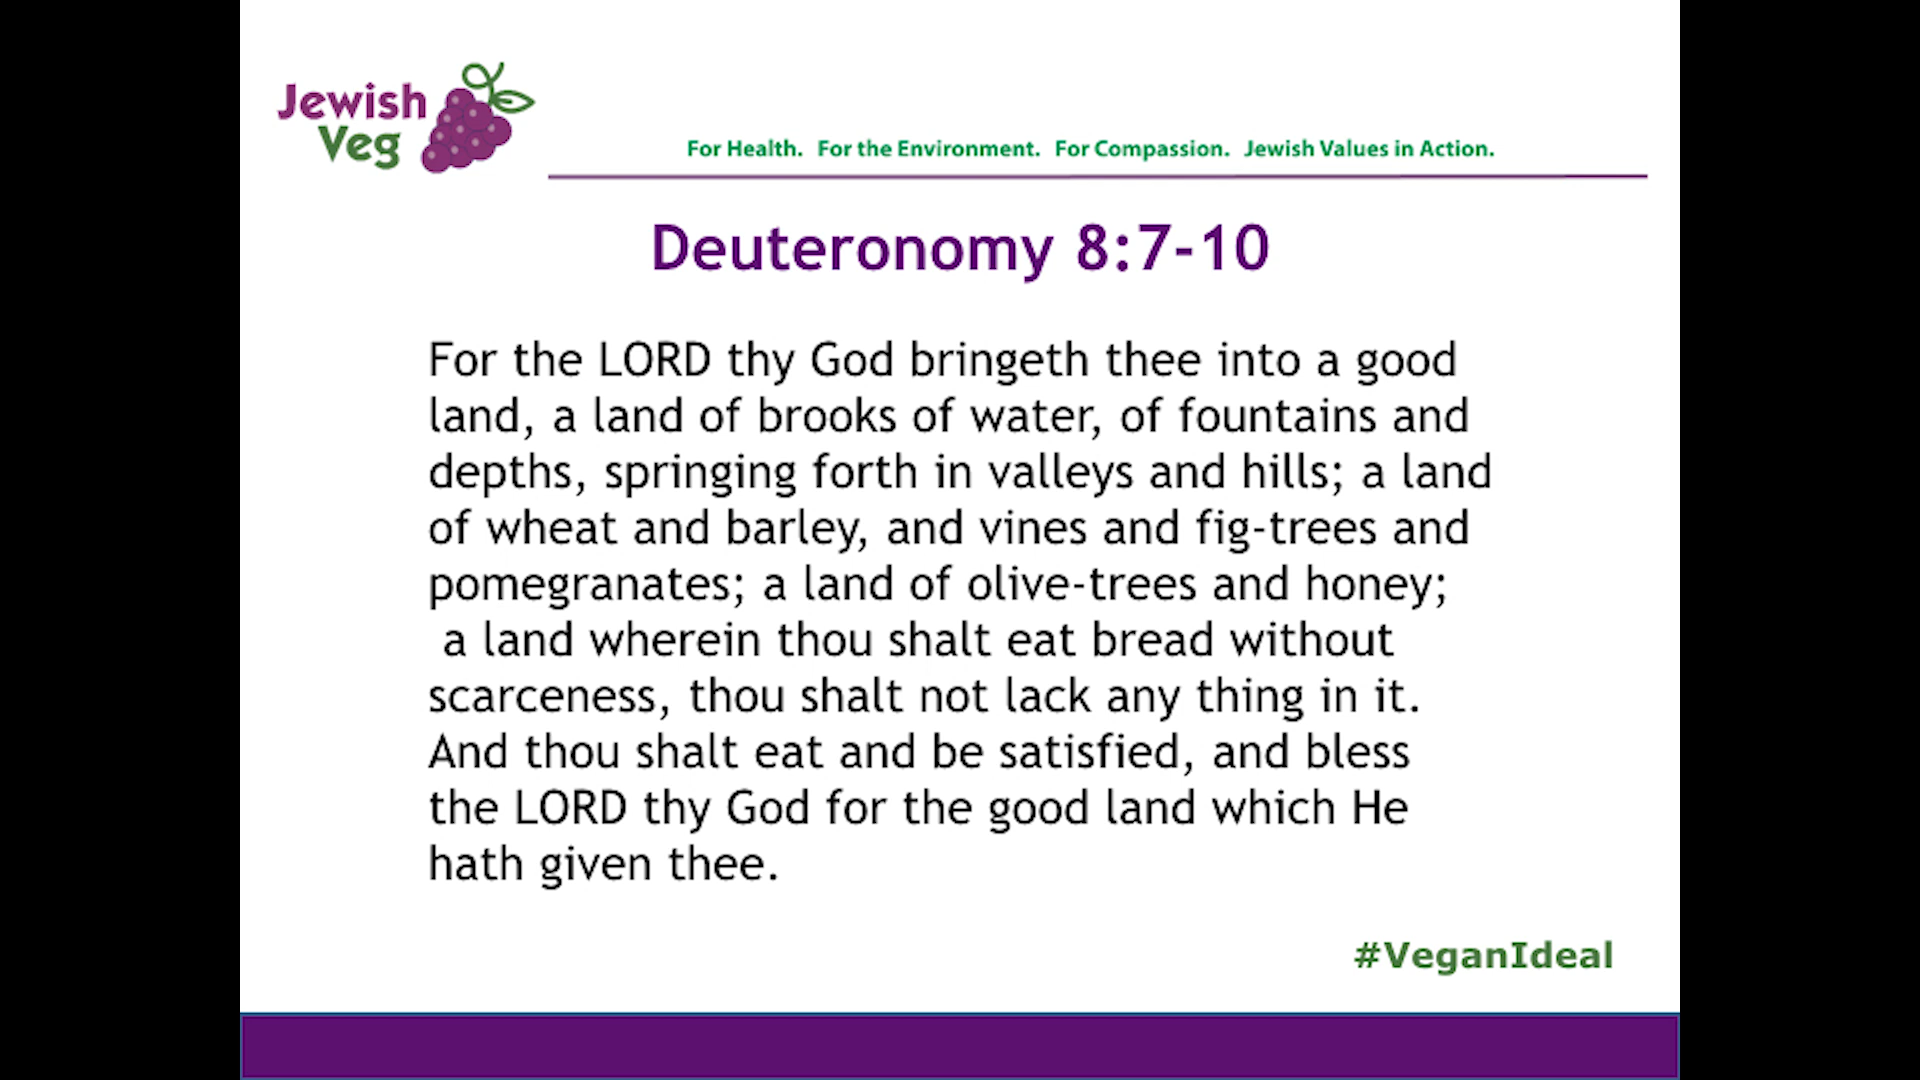 Jewish
Veg
For Health. For the Environment. For Compassion. Jewish Values in Action.
Deuteronomy 8:7-10
For the LORD thy God bringeth thee into a good
land, a land of brooks of water, of fountains and
depths, springing forth in valleys and hills; a land
of wheat and barley, and vines and fig-trees and
pomegranates; a land of olive-trees and honey;
a land wherein thou shalt eat bread without
scarceness, thou shalt not lack any thing in it.
And thou shalt eat and be satisfied, and bless
the LORD thy God for the good land which He
hath given thee.
#VeganIdeal